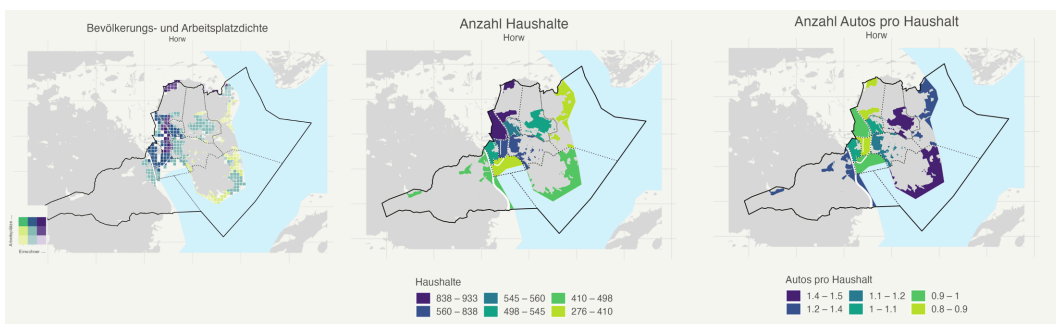 Bevölkerungs- und Arbeitsplatzdichte
Horw
Anzahl Haushalte
Horw
Anzahl Autos pro Haushalt
Horw
Haushalte
838 – 933 545 – 560 410 – 498
560 – 838 498 – 545 276 – 410
Autos pro Haushalt
1.4 – 1.5 1.1 – 1.2 0.9 – 1
1.2 – 1.4 1 – 1.1 0.8 – 0.9